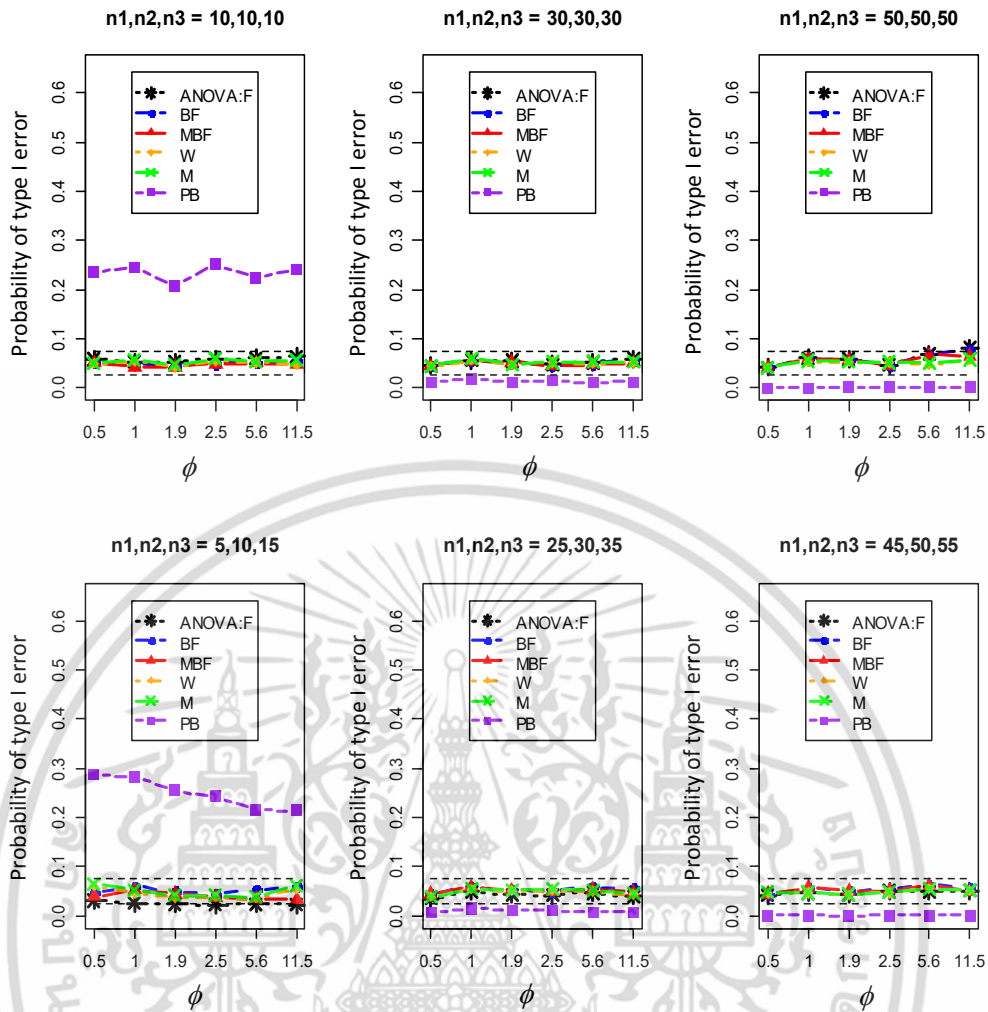 n1,n2,n3 = 10,10,10
Probability of type I error
0.0 0.1 0.2 0.3 0.4 0.5 0.6
ANOVA:F
BF
MBF
W
M
PB
0.5 1 1.9 2.5 5.6 11.5
ϕ
n1,n2,n3 = 30,30,30
Probability of type I error
0.0 0.1 0.2 0.3 0.4 0.5 0.6
ANOVA:F
BF
MBF
W
M
PB
0.5 1 1.9 2.5 5.6 11.5
ϕ
n1,n2,n3 = 50,50,50
Probability of type I error
0.0 0.1 0.2 0.3 0.4 0.5 0.6
ANOVA:F
BF
MBF
W
M
PB
0.5 1 1.9 2.5 5.6 11.5
ϕ
n1,n2,n3 = 5,10,15
Probability of type I error
0.0 0.1 0.2 0.3 0.4 0.5 0.6
ANOVA:F
BF
MBF
W
M
PB
0.5 1 1.9 2.5 5.6 11.5
ϕ
n1,n2,n3 = 25,30,35
Probability of type I error
0.0 0.1 0.2 0.3 0.4 0.5 0.6
ANOVA:F
BF
MBF
W
M
PB
0.5 1 1.9 2.5 5.6 11.5
ϕ
n1,n2,n3 = 45,50,55
Probability of type I error
0.0 0.1 0.2 0.3 0.4 0.5 0.6
ANOVA:F
BF
MBF
W
M
PB
0.5 1 1.9 2.5 5.6 11.5
ϕ